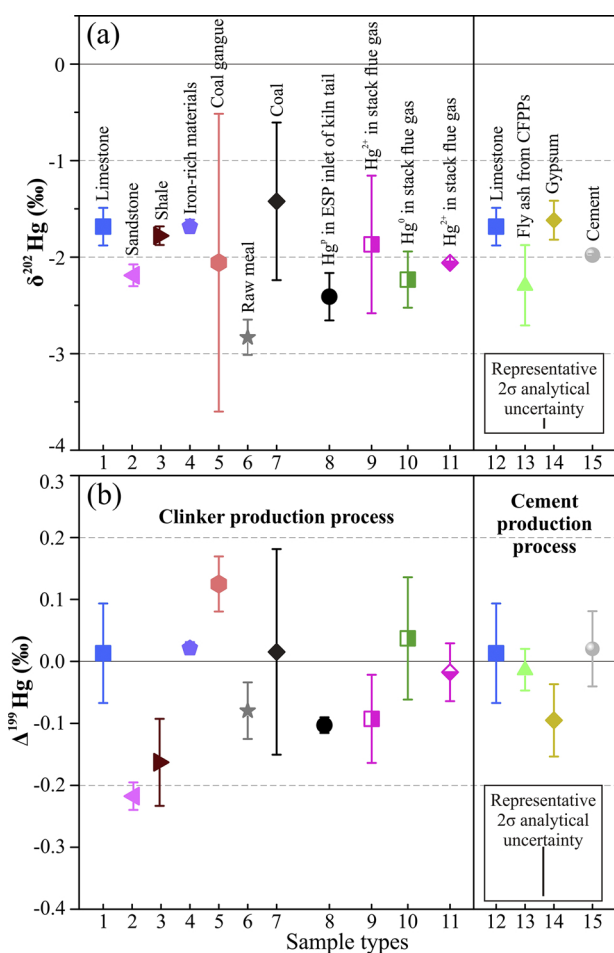 (a)
0
-1
-2
-3
-4
δ²⁰² Hg (‰)
Limestone
Sandstone
Shale
Iron-rich materials
Coal gangue
Raw meal
Coal
Hgᵖ in ESP inlet of kiln tail
Hg²⁺ in stack flue gas
Hg⁰ in stack flue gas
Hg²⁺ in stack flue gas
Limestone
Fly ash from CFPPs
Gypsum
Cement
Representative
2σ analytical
uncertainty
1 2 3 4 5 6 7 8 9 10 11 12 13 14 15
(b)
0.3
0.2
0.1
0.0
-0.1
-0.2
-0.3
-0.4
Δ¹⁹⁹ Hg (‰)
Clinker production process
Cement
production
process
Representative
2σ analytical
uncertainty
1 2 3 4 5 6 7 8 9 10 11 12 13 14 15
Sample types